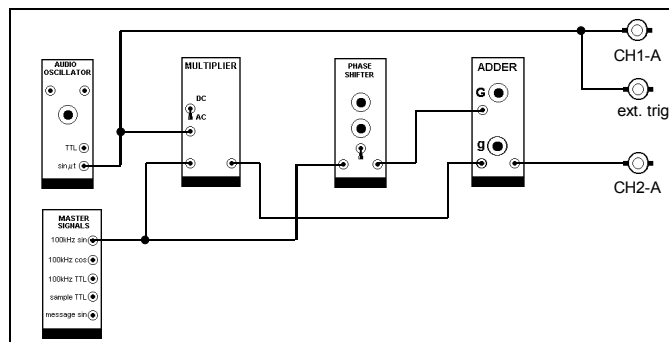 AUDIO
OSCILLATOR
TTL
sinμt
MULTIPLIER
DC
AC
PHASE
SHIFTER
ADDER
G
g
CH1-A
ext. trig
CH2-A
MASTER
SIGNALS
100kHz sin
100kHz cos
100kHz TTL
sample TTL
message sin